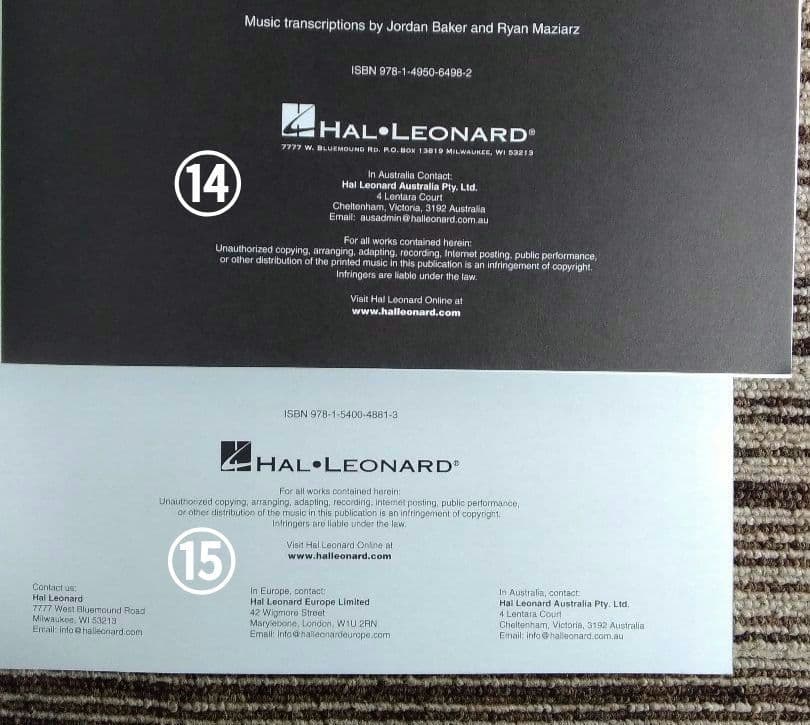 Music transcriptions by Jordan Baker and Ryan Maziarz
ISBN 978-1-4950-6498-2
HAL•LEONARD®
7777 W. BLUEMOUND RD. P.O. BOX 13819 MILWAUKEE, WI 53213
14
In Australia Contact:
Hal Leonard Australia Pty. Ltd.
4 Lentara Court
Cheltenham, Victoria, 3192 Australia
Email: ausadmin@halleonard.com.au
For all works contained herein:
Unauthorized copying, arranging, adapting, recording, Internet posting, public performance,
or other distribution of the printed music in this publication is an infringement of copyright.
Infringers are liable under the law.
Visit Hal Leonard Online at
www.halleonard.com
ISBN 978-1-5400-4881-3
HAL•LEONARD®
For all works contained herein:
Unauthorized copying, arranging, adapting, recording, internet posting, public performance,
or other distribution of the music in this publication is an infringement of copyright.
Infringers are liable under the law.
15
Visit Hal Leonard Online at
www.halleonard.com
Contact us:
Hal Leonard
7777 West Bluemound Road
Milwaukee, WI 53213
Email: info@halleonard.com
In Europe, contact:
Hal Leonard Europe Limited
42 Wigmore Street
Marylebone, London, W1U 2RN
Email: info@halleonardeurope.com
In Australia, contact:
Hal Leonard Australia Pty. Ltd.
4 Lentara Court
Cheltenham, Victoria, 3192 Australia
Email: info@halleonard.com.au